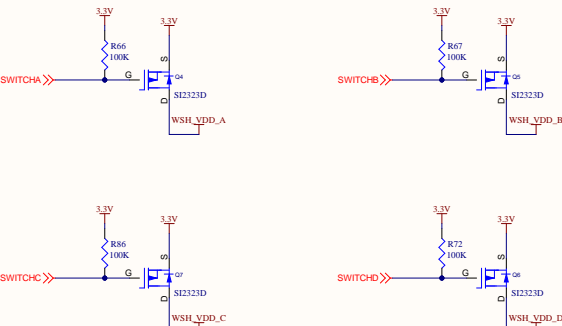 3.3V
3.3V
R66
100K
SWITCHA
G
S
D
Q4
SI2323D
WSH_VDD_A
3.3V
3.3V
R67
100K
SWITCHB
G
S
D
Q5
SI2323D
WSH_VDD_B
3.3V
3.3V
R86
100K
SWITCHC
G
S
D
Q7
SI2323D
WSH_VDD_C
3.3V
3.3V
R72
100K
SWITCHD
G
S
D
Q6
SI2323D
WSH_VDD_D